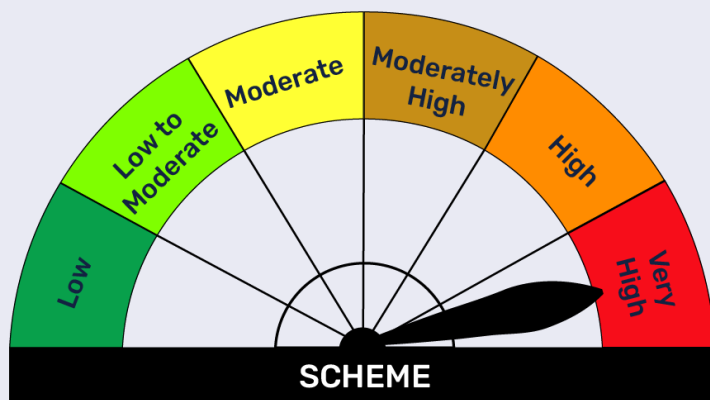 Low
Low to
Moderate
Moderate
Moderately
High
High
Very
High
SCHEME